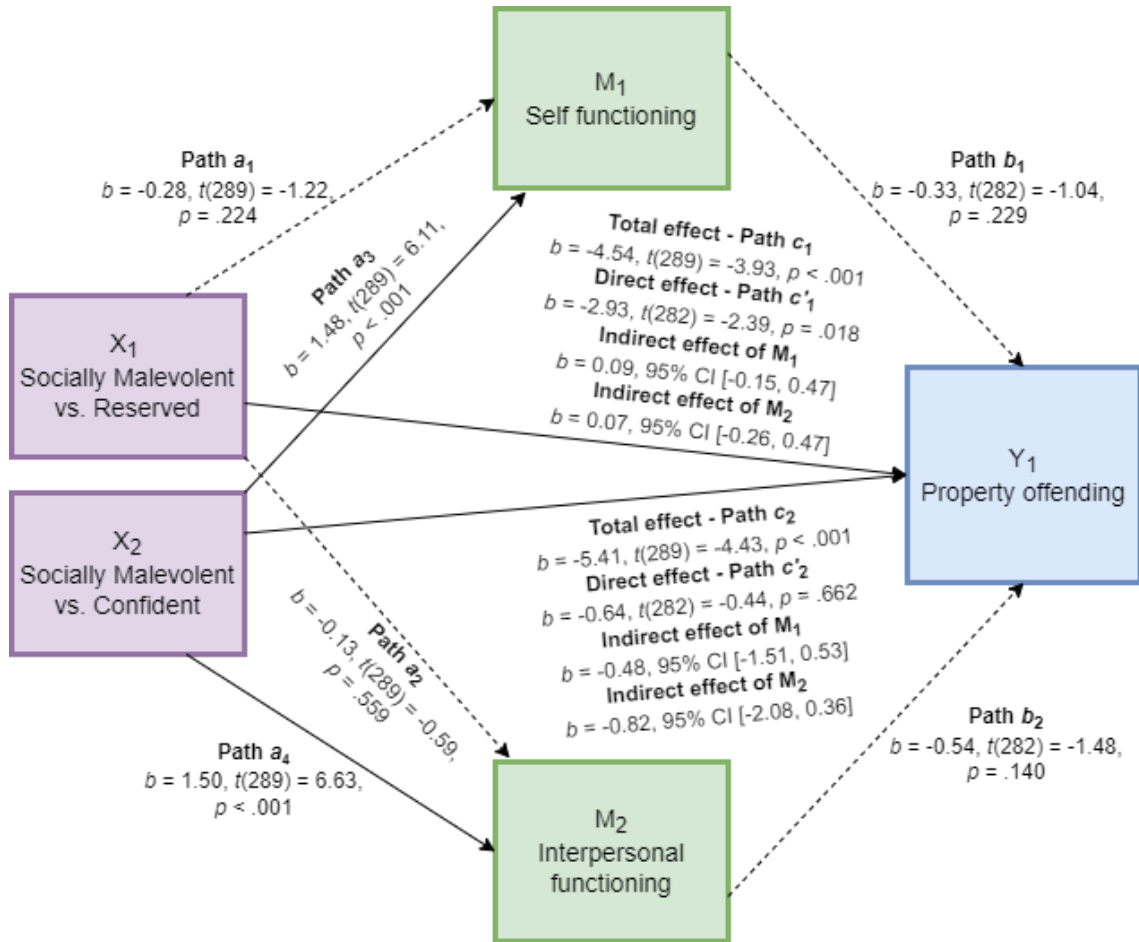 M1
Self functioning
Path a1
b = -0.28, t(289) = -1.22,
p = .224
Path b1
b = -0.33, t(282) = -1.04,
p = .229
Path a3
b = 1.48, t(289) = 6.11,
p < .001
Total effect - Path c1
b = -4.54, t(289) = -3.93, p < .001
Direct effect - Path c'1
b = -2.93, t(282) = -2.39, p = .018
Indirect effect of M1
b = 0.09, 95% CI [-0.15, 0.47]
Indirect effect of M2
b = 0.07, 95% CI [-0.26, 0.47]
X1
Socially Malevolent
vs. Reserved
Y1
Property offending
X2
Socially Malevolent
vs. Confident
Total effect - Path c2
b = -5.41, t(289) = -4.43, p < .001
Direct effect - Path c'2
b = -0.64, t(282) = -0.44, p = .662
Indirect effect of M1
b = -0.48, 95% CI [-1.51, 0.53]
Indirect effect of M2
b = -0.82, 95% CI [-2.08, 0.36]
Path a2
b = -0.13, t(289) = -0.59,
p = .559
Path a4
b = 1.50, t(289) = 6.63,
p < .001
Path b2
b = -0.54, t(282) = -1.48,
p = .140
M2
Interpersonal
functioning